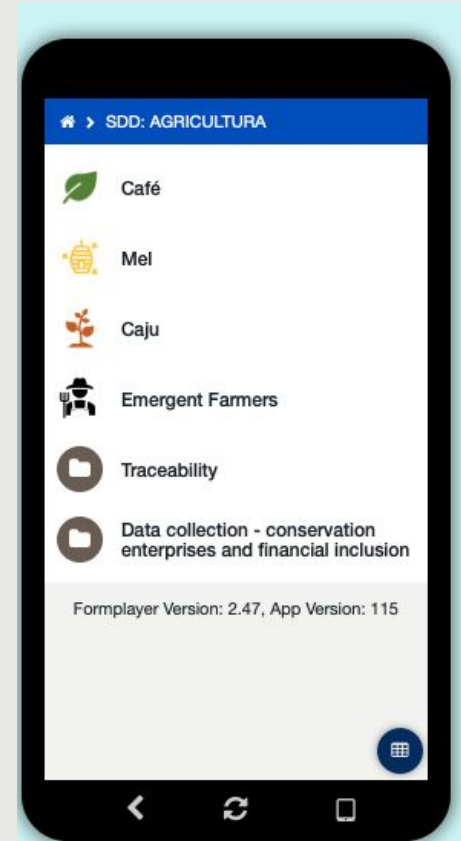 SDD: AGRICULTURA
Café
Mel
Caju
Emergent Farmers
Traceability
Data collection - conservation
enterprises and financial inclusion
Formplayer Version: 2.47, App Version: 115